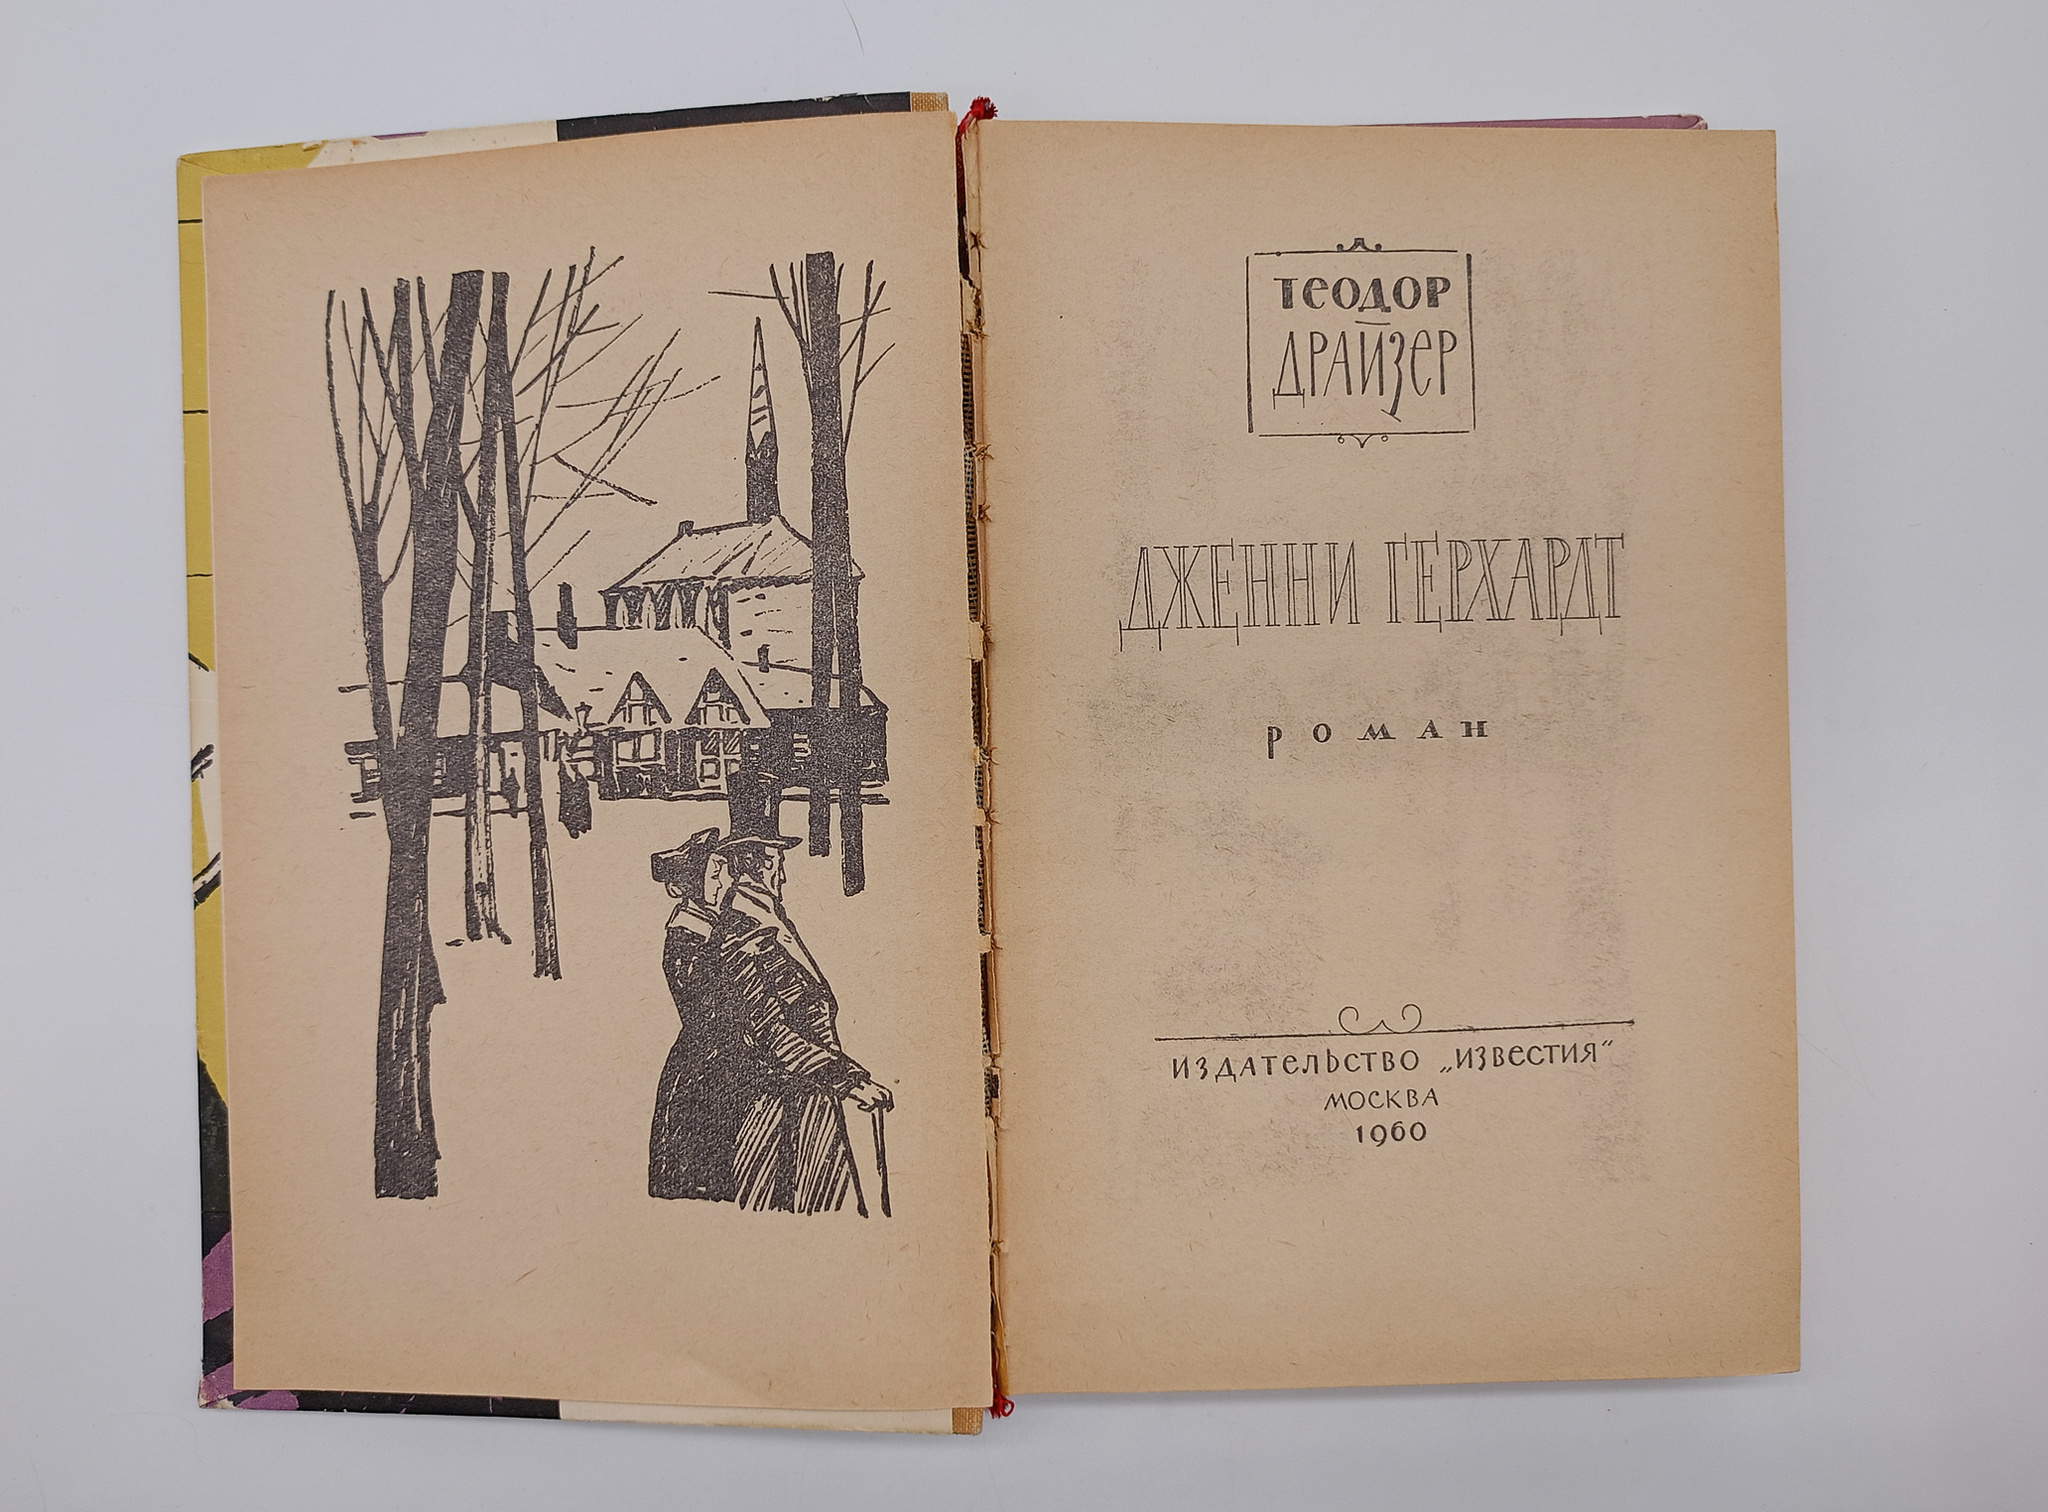 ТЕОДОР
ДРАЙЗЕР
ДЖЕННИ ГЕРХАРДТ
РОМАН
ИЗДАТЕЛЬСТВО „ИЗВЕСТИЯ“
МОСКВА
1960